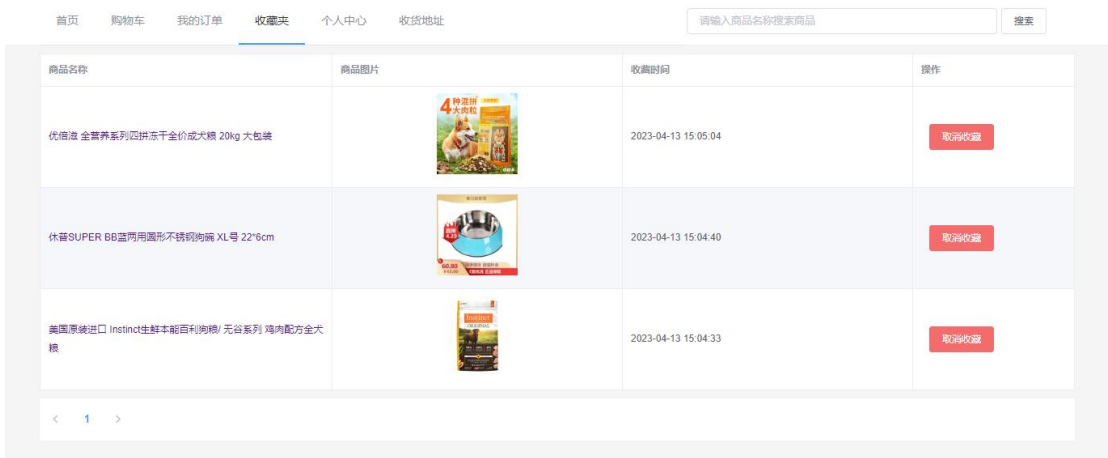 首页 购物车 我的订单 收藏夹 个人中心 收货地址 请输入商品名称搜索商品 搜索
商品名称 商品图片 收藏时间 操作
4种混拼
大肉粒
优倍滋 全营养系列四拼冻干全价成犬粮 20kg 大包装 2023-04-13 15:05:04 取消收藏
休普SUPER BB蓝两用圆形不锈钢狗碗 XL号 22*6cm 2023-04-13 15:04:40 取消收藏
60.80
Instinct
ORIGINAL
美国原装进口 Instinct生鲜本能百利狗粮/ 无谷系列 鸡肉配方全犬 2023-04-13 15:04:33 取消收藏
粮
< 1 >